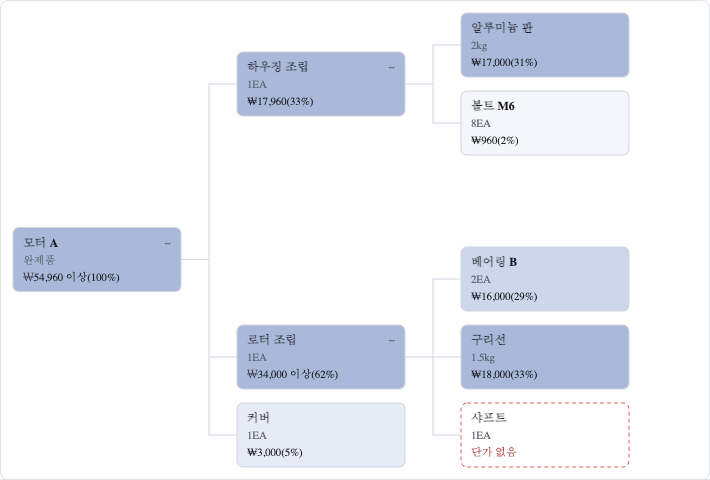 모터 A –
완제품
₩54,960 이상(100%)
하우징 조립 –
1EA
₩17,960(33%)
알루미늄 판
2kg
₩17,000(31%)
볼트 M6
8EA
₩960(2%)
로터 조립 –
1EA
₩34,000 이상(62%)
베어링 B
2EA
₩16,000(29%)
구리선
1.5kg
₩18,000(33%)
샤프트
1EA
단가 없음
커버
1EA
₩3,000(5%)